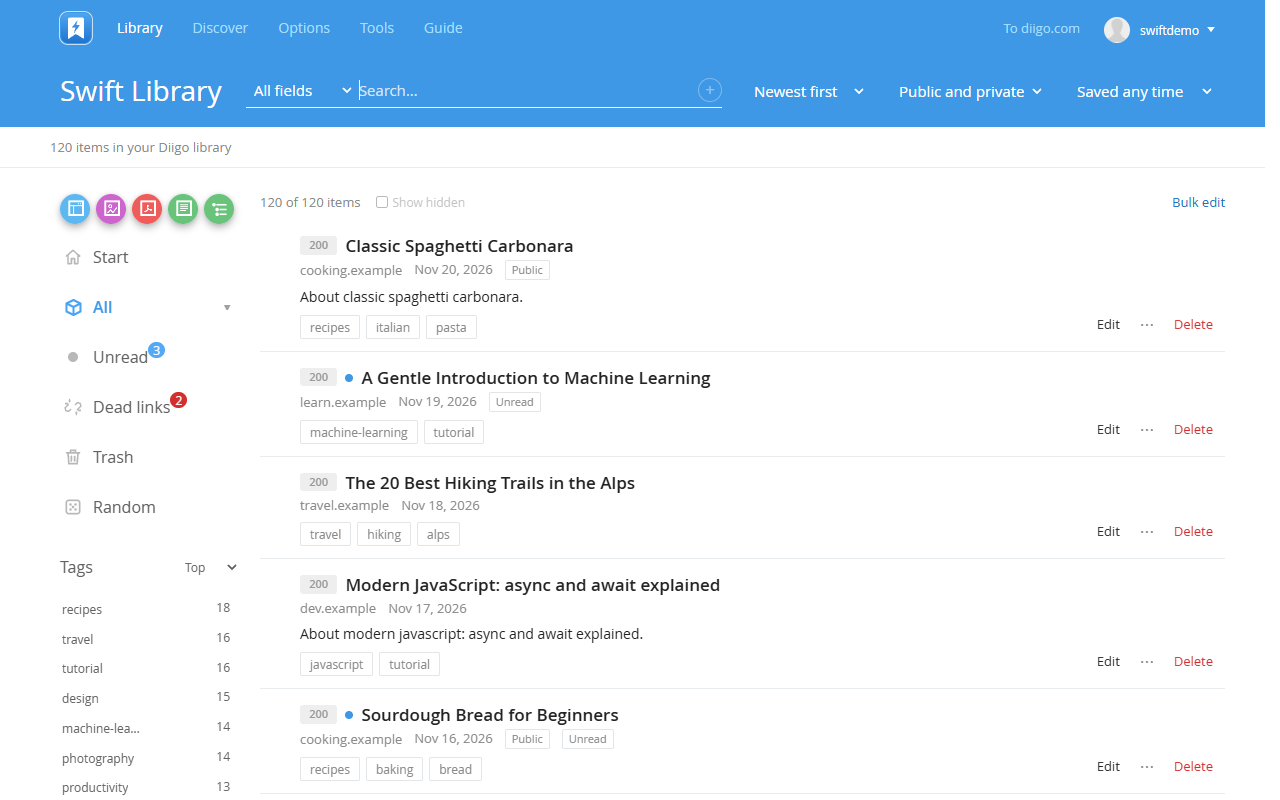 Library Discover Options Tools Guide To diigo.com swiftdemo
Swift Library All fields Search... Newest first Public and private Saved any time
120 items in your Diigo library
120 of 120 items Show hidden Bulk edit
Start
All
Unread 3
Dead links 2
Trash
Random
Tags Top
recipes 18
travel 16
tutorial 16
design 15
machine-lea... 14
photography 14
productivity 13
200 Classic Spaghetti Carbonara
cooking.example Nov 20, 2026 Public
About classic spaghetti carbonara.
recipes italian pasta Edit ... Delete
200 A Gentle Introduction to Machine Learning
learn.example Nov 19, 2026 Unread
machine-learning tutorial Edit ... Delete
200 The 20 Best Hiking Trails in the Alps
travel.example Nov 18, 2026
travel hiking alps Edit ... Delete
200 Modern JavaScript: async and await explained
dev.example Nov 17, 2026
About modern javascript: async and await explained.
javascript tutorial Edit ... Delete
200 Sourdough Bread for Beginners
cooking.example Nov 16, 2026 Public Unread
recipes baking bread Edit ... Delete